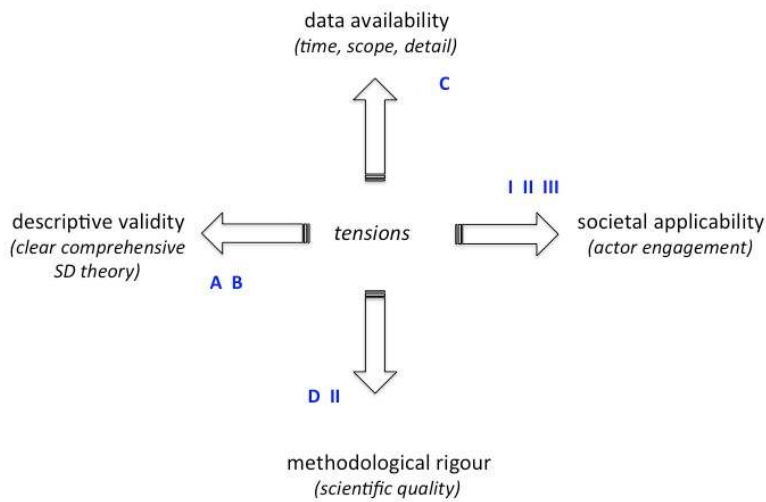 data availability
(time, scope, detail)
C
I II III
descriptive validity
(clear comprehensive
SD theory)
tensions
societal applicability
(actor engagement)
A B
D II
methodological rigour
(scientific quality)